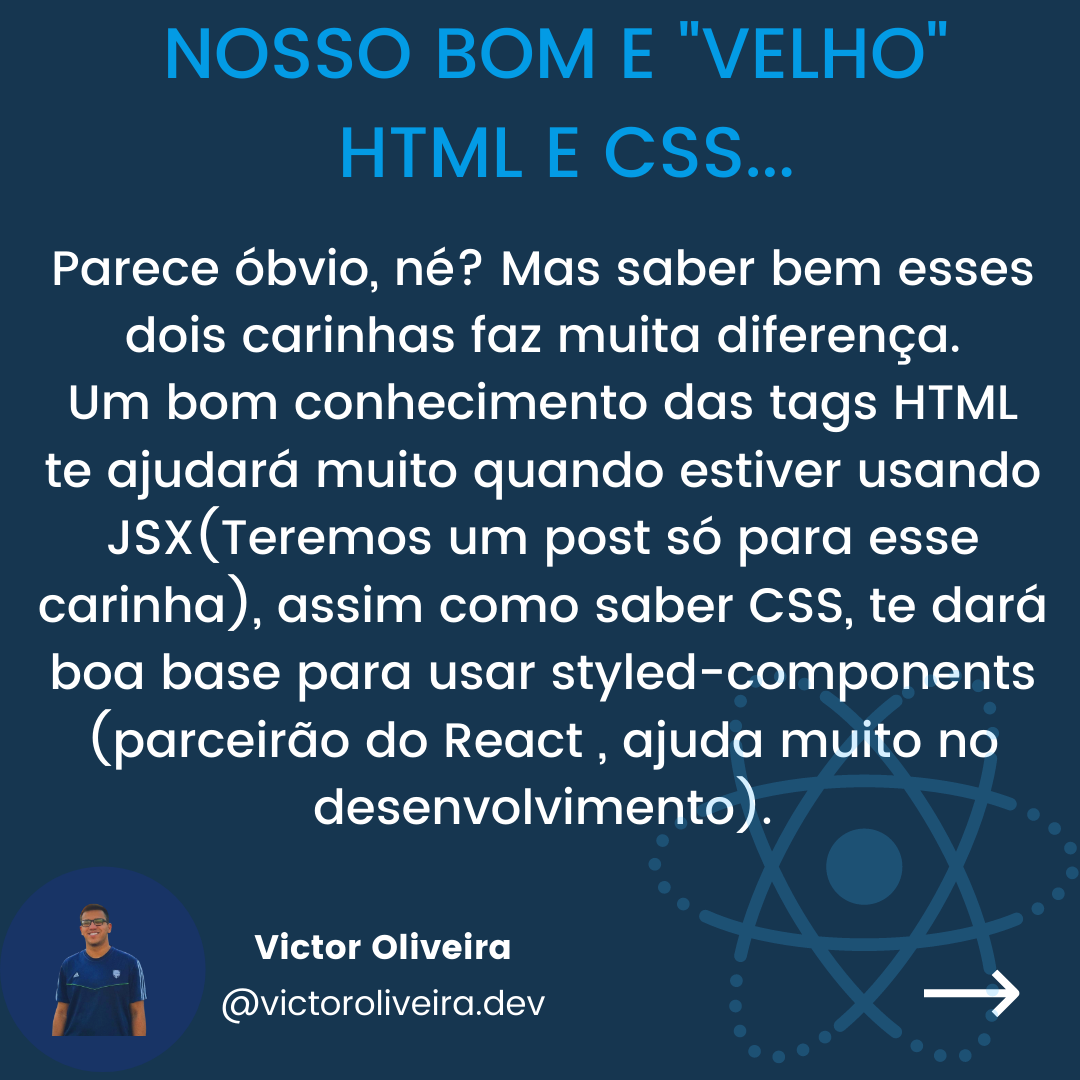 NOSSO BOM E "VELHO"
HTML E CSS...
Parece óbvio, né? Mas saber bem esses
dois carinhas faz muita diferença.
Um bom conhecimento das tags HTML
te ajudará muito quando estiver usando
JSX(Teremos um post só para esse
carinha), assim como saber CSS, te dará
boa base para usar styled-components
(parceirão do React , ajuda muito no
desenvolvimento).
Victor Oliveira
@victoroliveira.dev